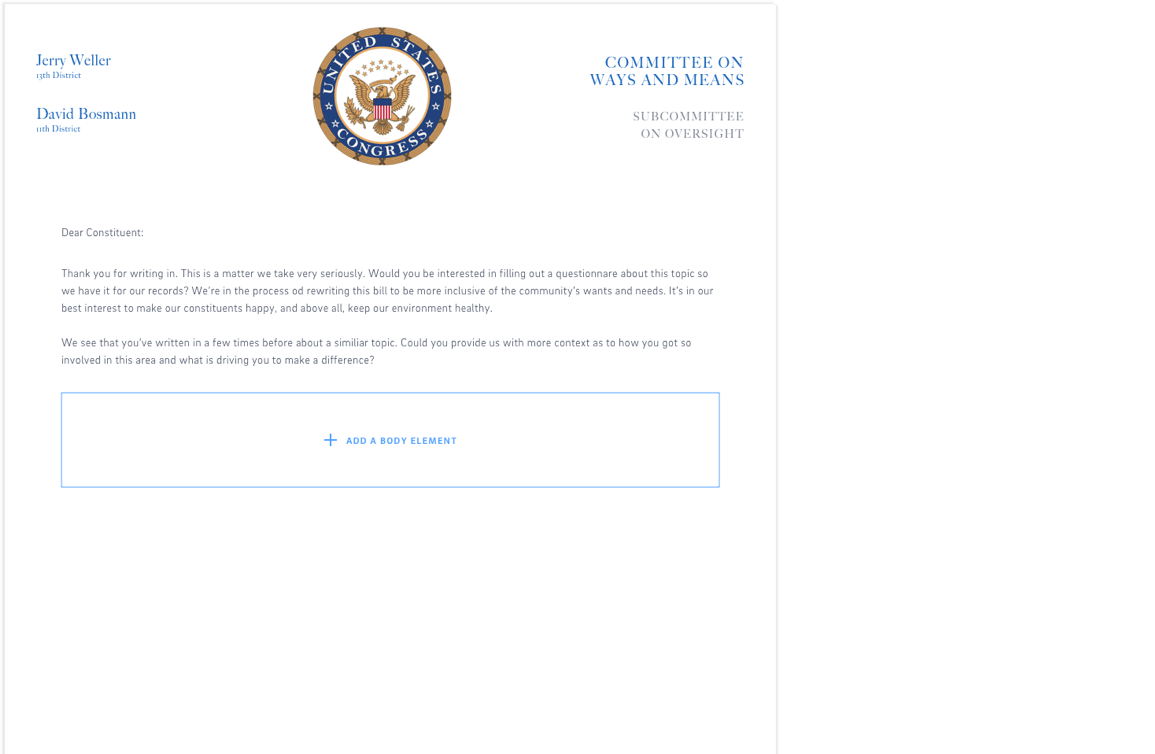 Jerry Weller
13th District
David Bosmann
11th District
UNITED STATES
CONGRESS
COMMITTEE ON
WAYS AND MEANS
SUBCOMMITTEE
ON OVERSIGHT
Dear Constituent:
Thank you for writing in. This is a matter we take very seriously. Would you be interested in filling out a questionnare about this topic so
we have it for our records? We're in the process od rewriting this bill to be more inclusive of the community's wants and needs. It's in our
best interest to make our constituents happy, and above all, keep our environment healthy.
We see that you've written in a few times before about a similiar topic. Could you provide us with more context as to how you got so
involved in this area and what is driving you to make a difference?
ADD A BODY ELEMENT